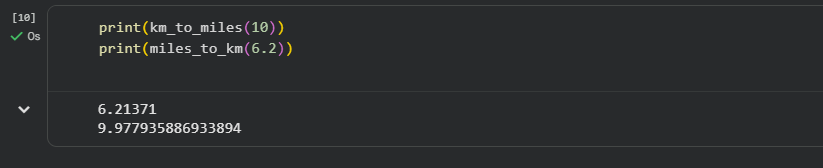 [10]
0s
print(km_to_miles(10))
print(miles_to_km(6.2))
6.21371
9.977935886933894